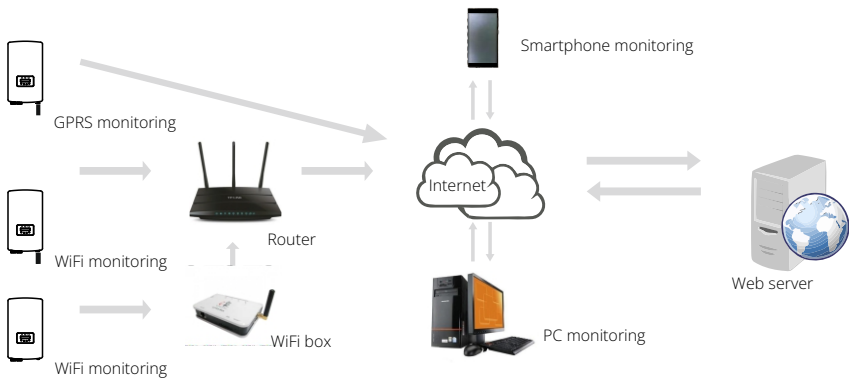 Smartphone monitoring
GPRS monitoring
Internet
Router
WiFi monitoring
Web server
WiFi box
PC monitoring
WiFi monitoring